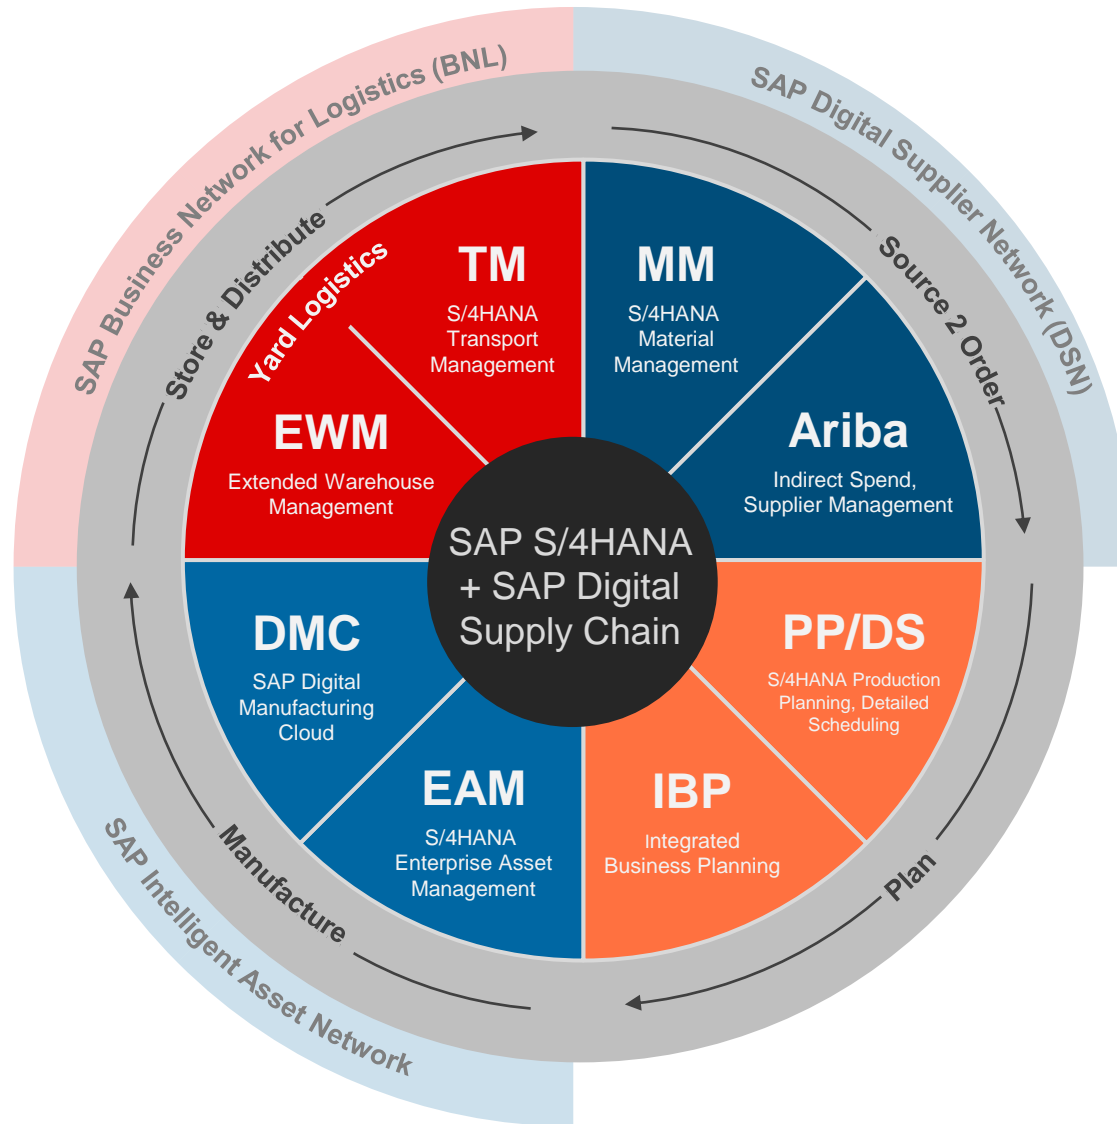 SAP Business Network for Logistics (BNL)
SAP Digital Supplier Network (DSN)
Store & Distribute
Source 2 Order
Yard Logistics
TM
S/4HANA
Transport
Management
MM
S/4HANA
Material
Management
EWM
Extended Warehouse
Management
Ariba
Indirect Spend,
Supplier Management
SAP S/4HANA
+ SAP Digital
Supply Chain
DMC
SAP Digital
Manufacturing
Cloud
PP/DS
S/4HANA Production
Planning, Detailed
Scheduling
EAM
S/4HANA
Enterprise Asset
Management
IBP
Integrated
Business Planning
Manufacture
Plan
SAP Intelligent Asset Network